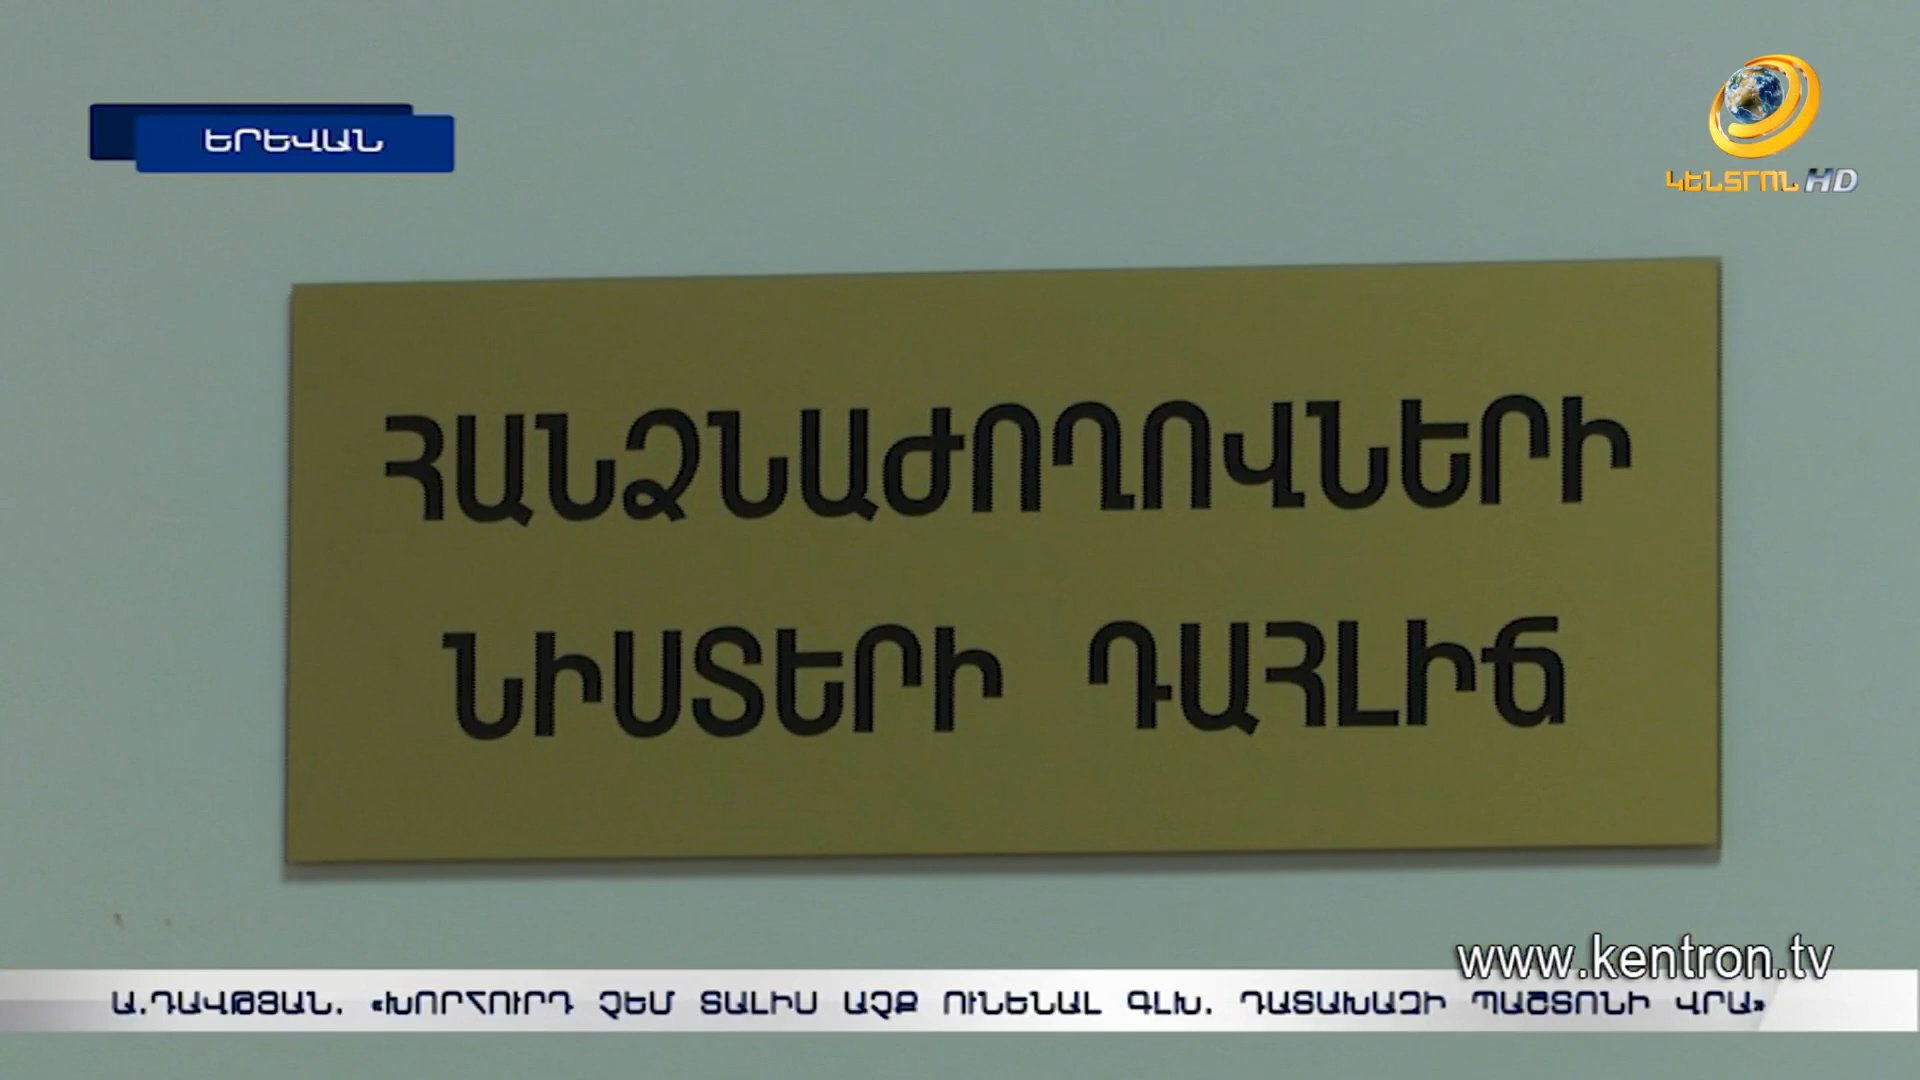 ԵՐԵՎԱՆ
ԿԵՆՏՐՈՆ HD
ՀԱՆՁՆԱԺՈՂՈՎՆԵՐԻ
ՆԻՍՏԵՐԻ ԴԱՀԼԻՃ
www.kentron.tv
Ա.ԴԱՎԹՅԱՆ. «ԽՈՐՀՈՒՐԴ ՉԵՄ ՏԱԼԻՍ ԱՉՔ ՈՒՆԵՆԱԼ ԳԼԽ. ԴԱՏԱԽԱԶԻ ՊԱՇՏՈՆԻ ՎՐԱ»